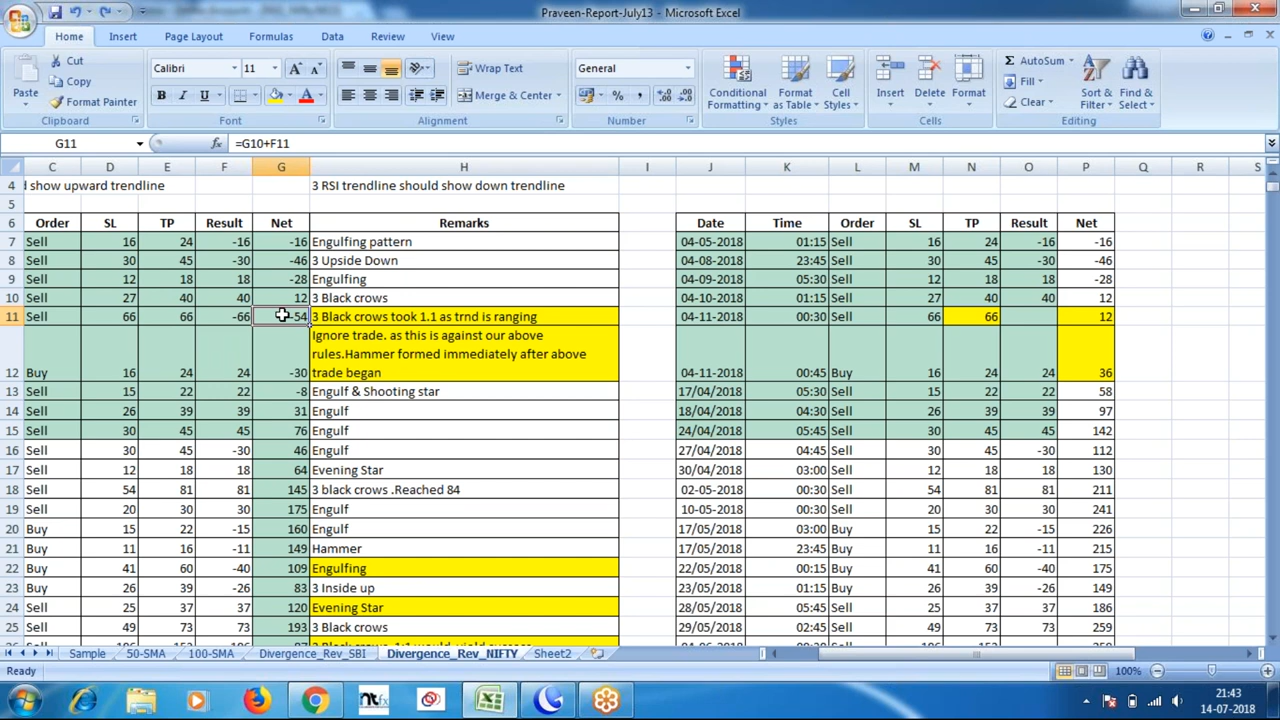 Praveen-Report-July13 - Microsoft Excel
Home Insert Page Layout Formulas Data Review View
Cut
Copy
Format Painter
Paste
Calibri 11
B I U
Wrap Text
Merge & Center
General
Conditional Formatting
Format as Table
Cell Styles
Insert
Delete
Format
AutoSum
Fill
Clear
Sort & Filter
Find & Select
Clipboard Font Alignment Number Styles Cells Editing
G11 fx =G10+F11
C D E F G H I J K L M N O P Q R S
4 d show upward trendline 3 RSI trendline should show down trendline
5
6 Order SL TP Result Net Remarks Date Time Order SL TP Result Net
7 Sell 16 24 -16 -16 Engulfing pattern 04-05-2018 01:15 Sell 16 24 -16 -16
8 Sell 30 45 -30 -46 3 Upside Down 04-08-2018 23:45 Sell 30 45 -30 -46
9 Sell 12 18 18 -28 Engulfing 04-09-2018 05:30 Sell 12 18 18 -28
10 Sell 27 40 40 12 3 Black crows 04-10-2018 01:15 Sell 27 40 40 12
11 Sell 66 66 -66 -54 3 Black crows took 1.1 as trnd is ranging 04-11-2018 00:30 Sell 66 66 12
Ignore trade. as this is against our above
rules.Hammer formed immediately after above
12 Buy 16 24 24 -30 trade began 04-11-2018 00:45 Buy 16 24 24 36
13 Sell 15 22 22 -8 Engulf & Shooting star 17/04/2018 05:30 Sell 15 22 22 58
14 Sell 26 39 39 31 Engulf 18/04/2018 04:30 Sell 26 39 39 97
15 Sell 30 45 45 76 Engulf 24/04/2018 05:45 Sell 30 45 45 142
16 Sell 30 45 -30 46 Engulf 27/04/2018 04:45 Sell 30 45 -30 112
17 Sell 12 18 18 64 Evening Star 30/04/2018 03:00 Sell 12 18 18 130
18 Sell 54 81 81 145 3 black crows .Reached 84 02-05-2018 00:30 Sell 54 81 81 211
19 Sell 20 30 30 175 Engulf 10-05-2018 00:30 Sell 20 30 30 241
20 Buy 15 22 -15 160 Engulf 17/05/2018 03:00 Buy 15 22 -15 226
21 Buy 11 16 -11 149 Hammer 17/05/2018 23:45 Buy 11 16 -11 215
22 Buy 41 60 -40 109 Engulfing 22/05/2018 00:15 Buy 41 60 -40 175
23 Buy 26 39 -26 83 3 Inside up 23/05/2018 01:15 Buy 26 39 -26 149
24 Sell 25 37 37 120 Evening Star 28/05/2018 05:45 Sell 25 37 37 186
25 Sell 49 73 73 193 3 Black crows 29/05/2018 02:45 Sell 49 73 73 259
Sample 50-SMA 100-SMA Divergence_Rev_SBI Divergence_Rev_NIFTY Sheet2
Ready 100%
ntfx
21:43
14-07-2018